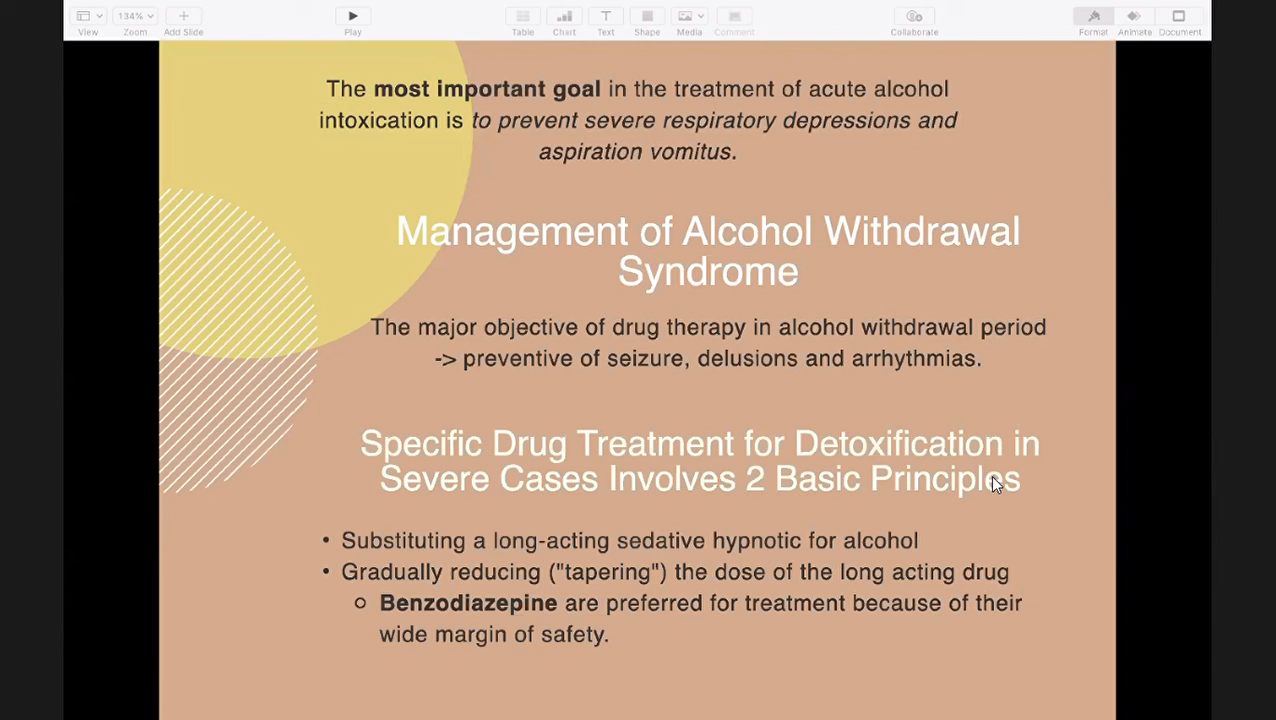 View
134%
Zoom
Add Slide
Play
Table
Chart
Text
Shape
Media
Comment
Collaborate
Format
Animate
Document
The most important goal in the treatment of acute alcohol
intoxication is to prevent severe respiratory depressions and
aspiration vomitus.
Management of Alcohol Withdrawal
Syndrome
The major objective of drug therapy in alcohol withdrawal period
-> preventive of seizure, delusions and arrhythmias.
Specific Drug Treatment for Detoxification in
Severe Cases Involves 2 Basic Principles
• Substituting a long-acting sedative hypnotic for alcohol
• Gradually reducing ("tapering") the dose of the long acting drug
○ Benzodiazepine are preferred for treatment because of their
wide margin of safety.